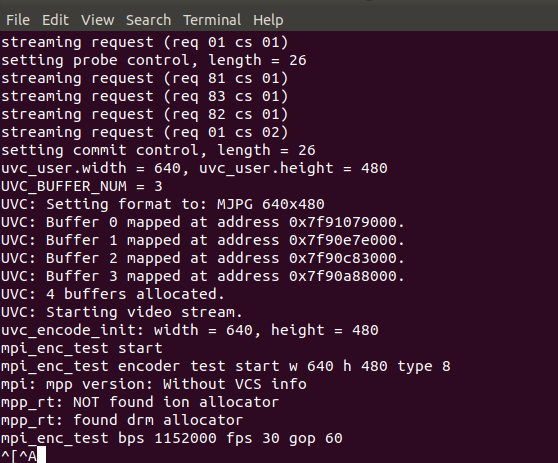 File Edit View Search Terminal Help
streaming request (req 01 cs 01)
setting probe control, length = 26
streaming request (req 81 cs 01)
streaming request (req 83 cs 01)
streaming request (req 82 cs 01)
streaming request (req 01 cs 02)
setting commit control, length = 26
uvc_user.width = 640, uvc_user.height = 480
UVC_BUFFER_NUM = 3
UVC: Setting format to: MJPG 640x480
UVC: Buffer 0 mapped at address 0x7f91079000.
UVC: Buffer 1 mapped at address 0x7f90e7e000.
UVC: Buffer 2 mapped at address 0x7f90c83000.
UVC: Buffer 3 mapped at address 0x7f90a88000.
UVC: 4 buffers allocated.
UVC: Starting video stream.
uvc_encode_init: width = 640, height = 480
mpi_enc_test start
mpi_enc_test encoder test start w 640 h 480 type 8
mpi: mpp version: Without VCS info
mpp_rt: NOT found ion allocator
mpp_rt: found drm allocator
mpi_enc_test bps 1152000 fps 30 gop 60
^[^A